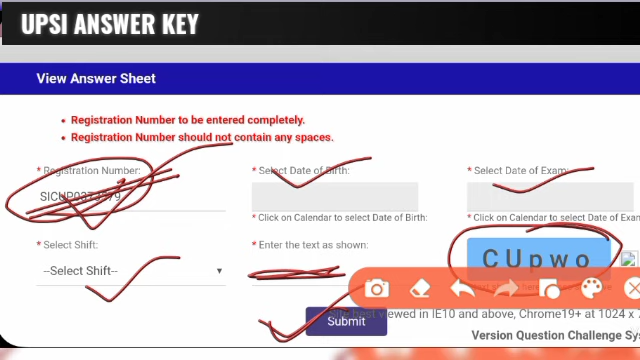 UPSI ANSWER KEY
View Answer Sheet
• Registration Number to be entered completely.
• Registration Number should not contain any spaces.
* Registration Number: * Select Date of Birth: * Select Date of Exam:
* Click on Calendar to select Date of Birth: * Click on Calendar to select Date of Exam
* Select Shift: * Enter the text as shown: CUpwo
--Select Shift--
Submit
best viewed in IE10 and above, Chrome19+ at 1024 x
Version Question Challenge Sys